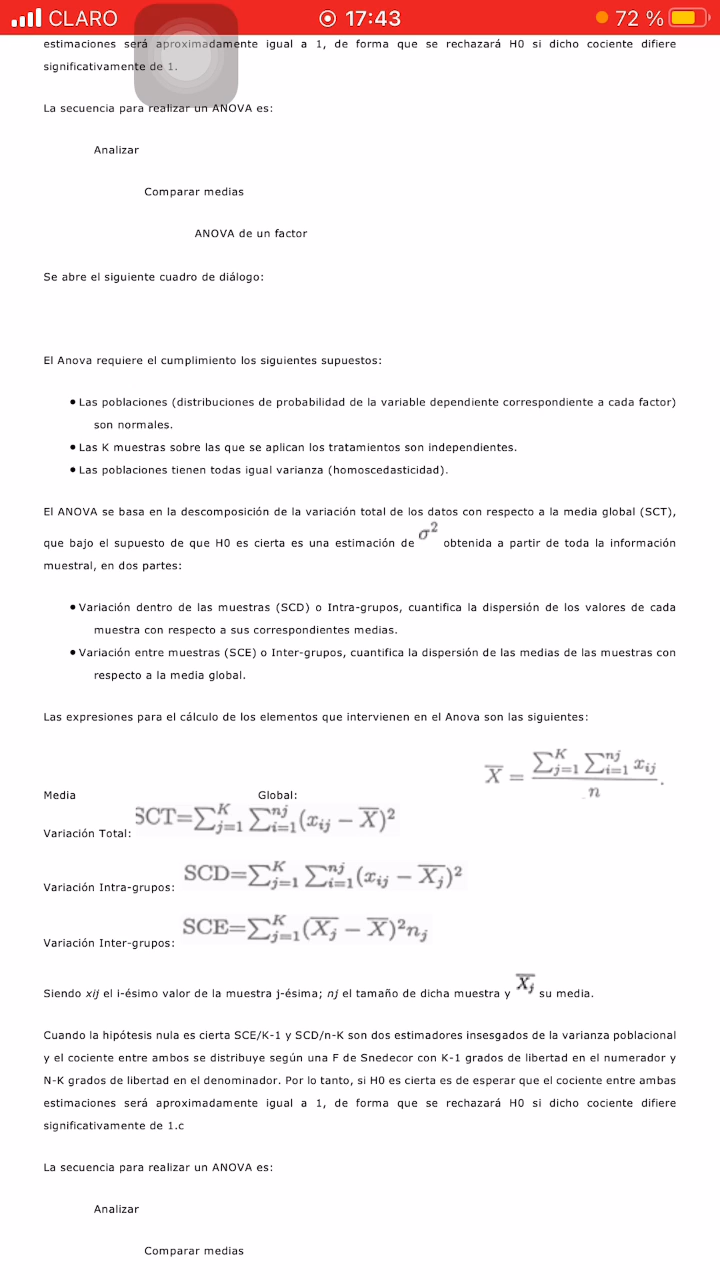 CLARO 17:43 72 %
estimaciones será aproximadamente igual a 1, de forma que se rechazará H0 si dicho cociente difiere
significativamente de 1.
La secuencia para realizar un ANOVA es:
Analizar
Comparar medias
ANOVA de un factor
Se abre el siguiente cuadro de diálogo:
El Anova requiere el cumplimiento los siguientes supuestos:
• Las poblaciones (distribuciones de probabilidad de la variable dependiente correspondiente a cada factor)
son normales.
• Las K muestras sobre las que se aplican los tratamientos son independientes.
• Las poblaciones tienen todas igual varianza (homoscedasticidad).
El ANOVA se basa en la descomposición de la variación total de los datos con respecto a la media global (SCT),
que bajo el supuesto de que H0 es cierta es una estimación de σ² obtenida a partir de toda la información
muestral, en dos partes:
• Variación dentro de las muestras (SCD) o Intra-grupos, cuantifica la dispersión de los valores de cada
muestra con respecto a sus correspondientes medias.
• Variación entre muestras (SCE) o Inter-grupos, cuantifica la dispersión de las medias de las muestras con
respecto a la media global.
Las expresiones para el cálculo de los elementos que intervienen en el Anova son las siguientes:
Media Global: X̅ = ∑_{j=1}^{K} ∑_{i=1}^{nj} x_{ij} / n.
Variación Total: SCT=∑_{j=1}^{K} ∑_{i=1}^{nj} (x_{ij} − X̅)²
Variación Intra-grupos: SCD=∑_{j=1}^{K} ∑_{i=1}^{nj} (x_{ij} − X̅_j)²
Variación Inter-grupos: SCE=∑_{j=1}^{K} (X̅_j − X̅)² n_j
Siendo xij el i-ésimo valor de la muestra j-ésima; nj el tamaño de dicha muestra y X̅_j su media.
Cuando la hipótesis nula es cierta SCE/K-1 y SCD/n-K son dos estimadores insesgados de la varianza poblacional
y el cociente entre ambos se distribuye según una F de Snedecor con K-1 grados de libertad en el numerador y
N-K grados de libertad en el denominador. Por lo tanto, si H0 es cierta es de esperar que el cociente entre ambas
estimaciones será aproximadamente igual a 1, de forma que se rechazará H0 si dicho cociente difiere
significativamente de 1.c
La secuencia para realizar un ANOVA es:
Analizar
Comparar medias